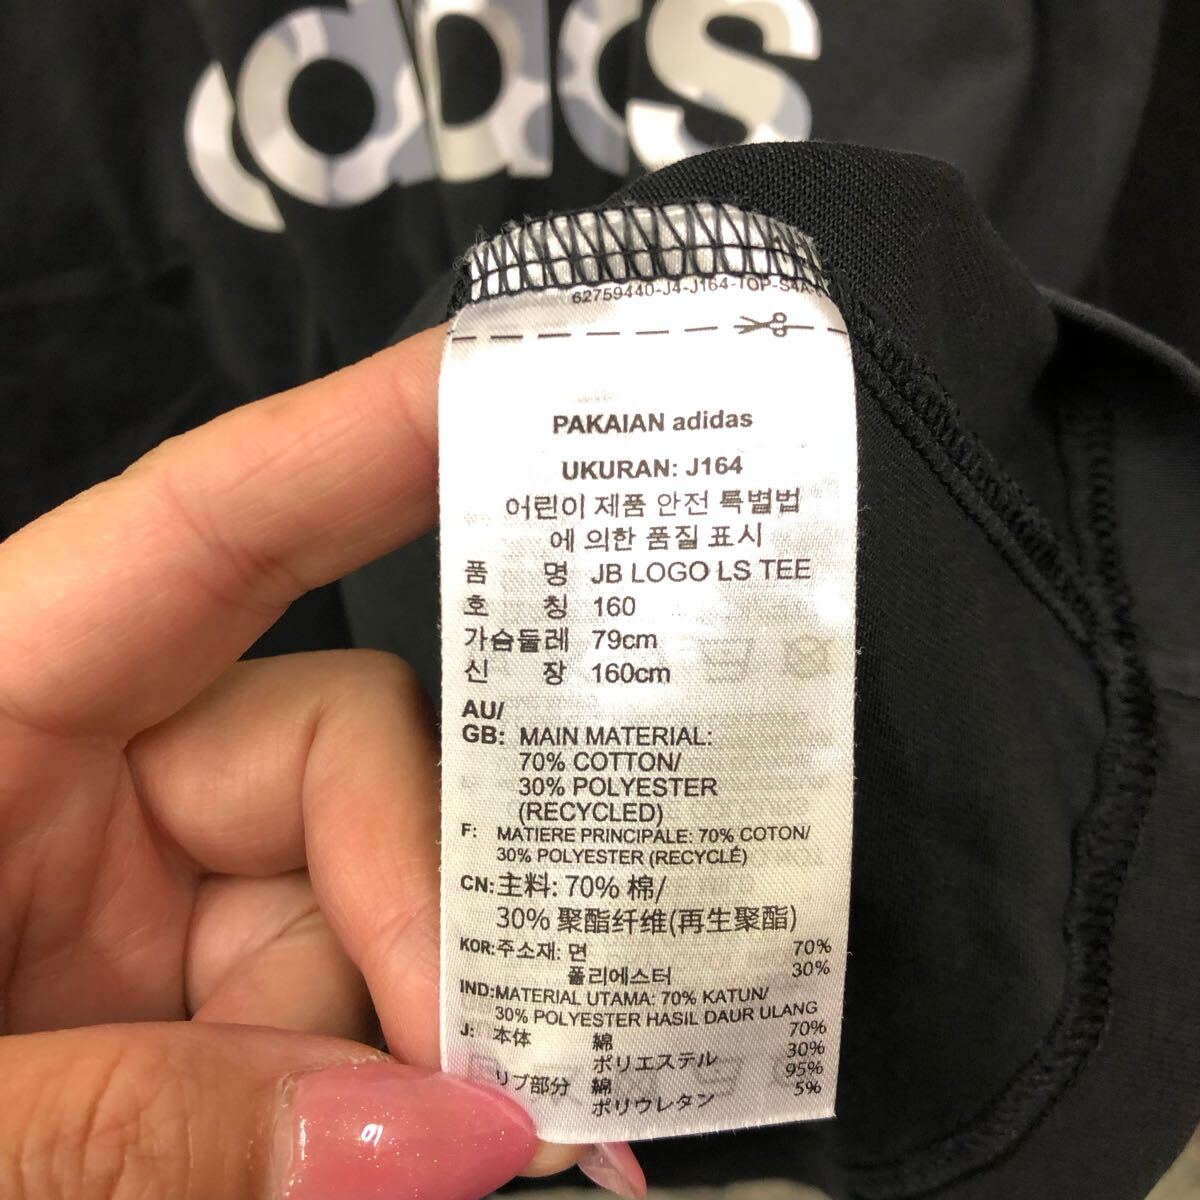 adidas
62759440-J4-J164-TOP-S4A
PAKAIAN adidas
UKURAN: J164
어린이 제품 안전 특별법
에 의한 품질 표시
품 명 JB LOGO LS TEE
호 칭 160
가슴둘레 79cm
신 장 160cm
AU/
GB: MAIN MATERIAL:
70% COTTON/
30% POLYESTER
(RECYCLED)
F: MATIERE PRINCIPALE: 70% COTON/
30% POLYESTER (RECYCLÉ)
CN: 主料: 70% 棉/
30% 聚酯纤维(再生聚酯)
KOR: 주소재: 면 70%
폴리에스터 30%
IND: MATERIAL UTAMA: 70% KATUN/
30% POLYESTER HASIL DAUR ULANG
J: 本体 綿 70%
ポリエステル 30%
リブ部分 綿 95%
ポリウレタン 5%